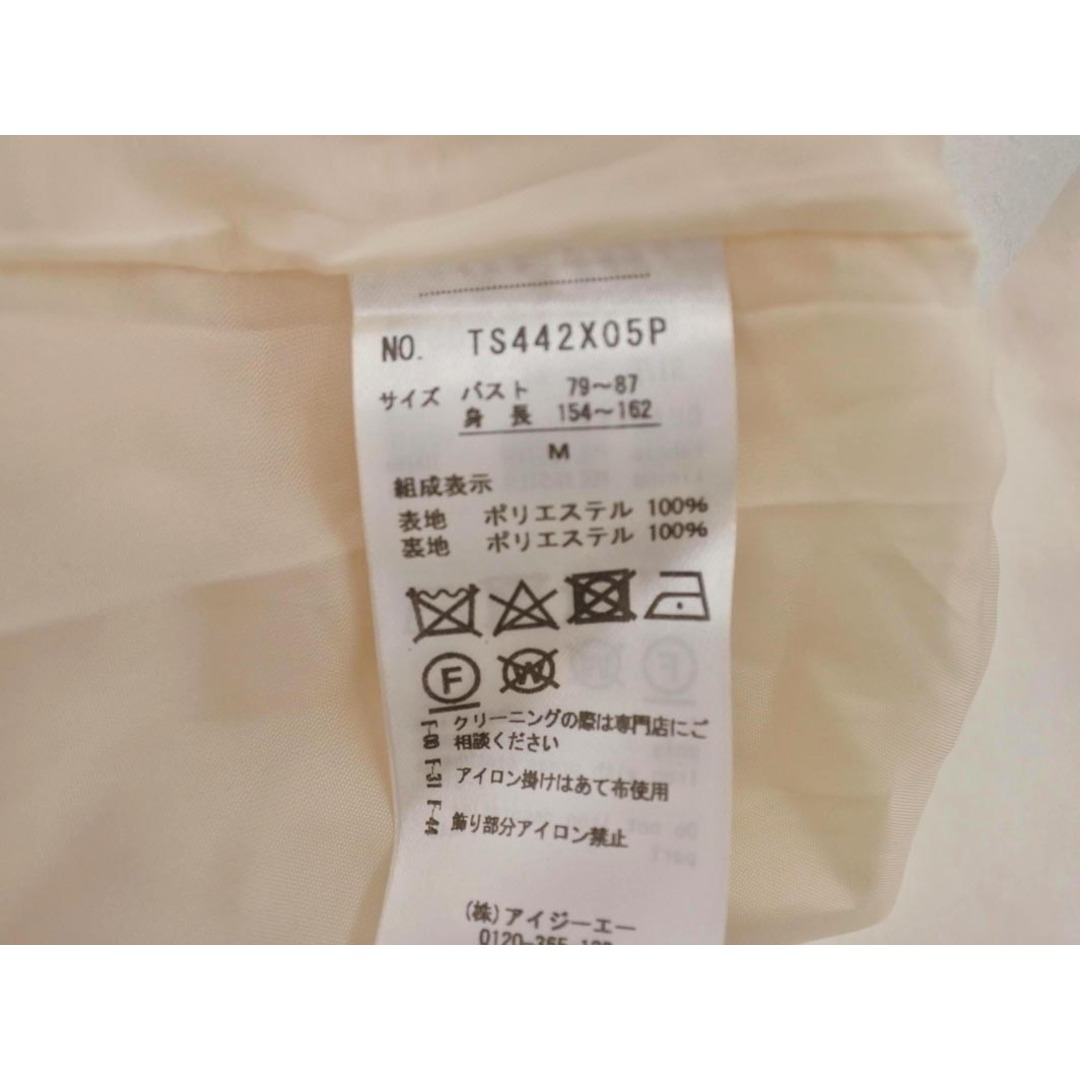 NO. TS442X05P
サイズ バスト 79~87
身長 154~162
M
組成表示
表地 ポリエステル 100%
裏地 ポリエステル 100%
F
W
F-08 クリーニングの際は専門店にご
相談ください
F-31 アイロン掛けはあて布使用
F-44 飾り部分アイロン禁止
(株)アイジーエー
0120-365-